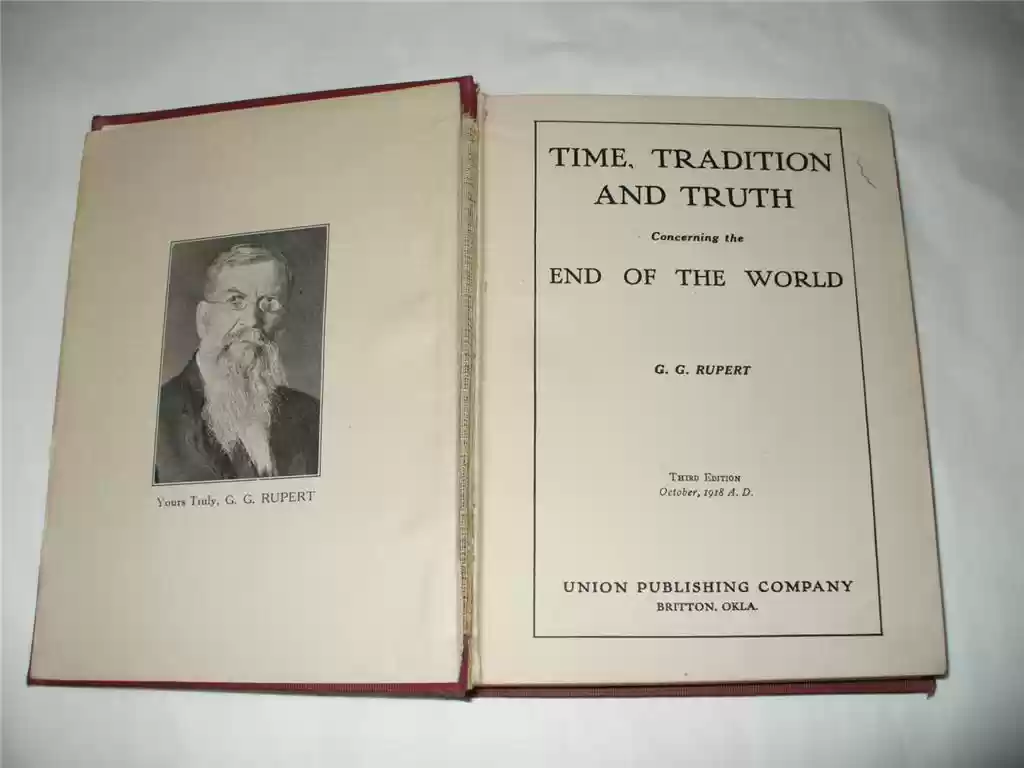 Yours Truly, G. G. RUPERT
TIME, TRADITION
AND TRUTH
Concerning the
END OF THE WORLD
G. G. RUPERT
THIRD EDITION
October, 1918 A. D.
UNION PUBLISHING COMPANY
BRITTON, OKLA.